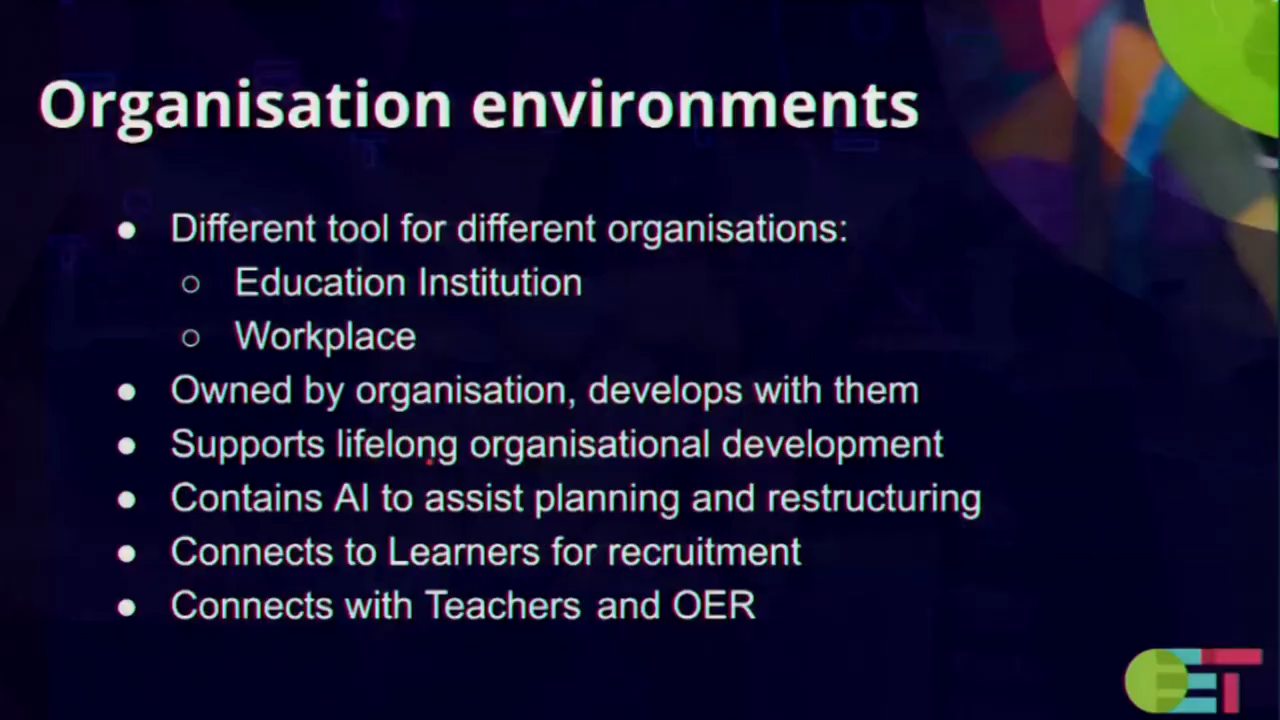 Organisation environments
● Different tool for different organisations:
○ Education Institution
○ Workplace
● Owned by organisation, develops with them
● Supports lifelong organisational development
● Contains AI to assist planning and restructuring
● Connects to Learners for recruitment
● Connects with Teachers and OER
ET